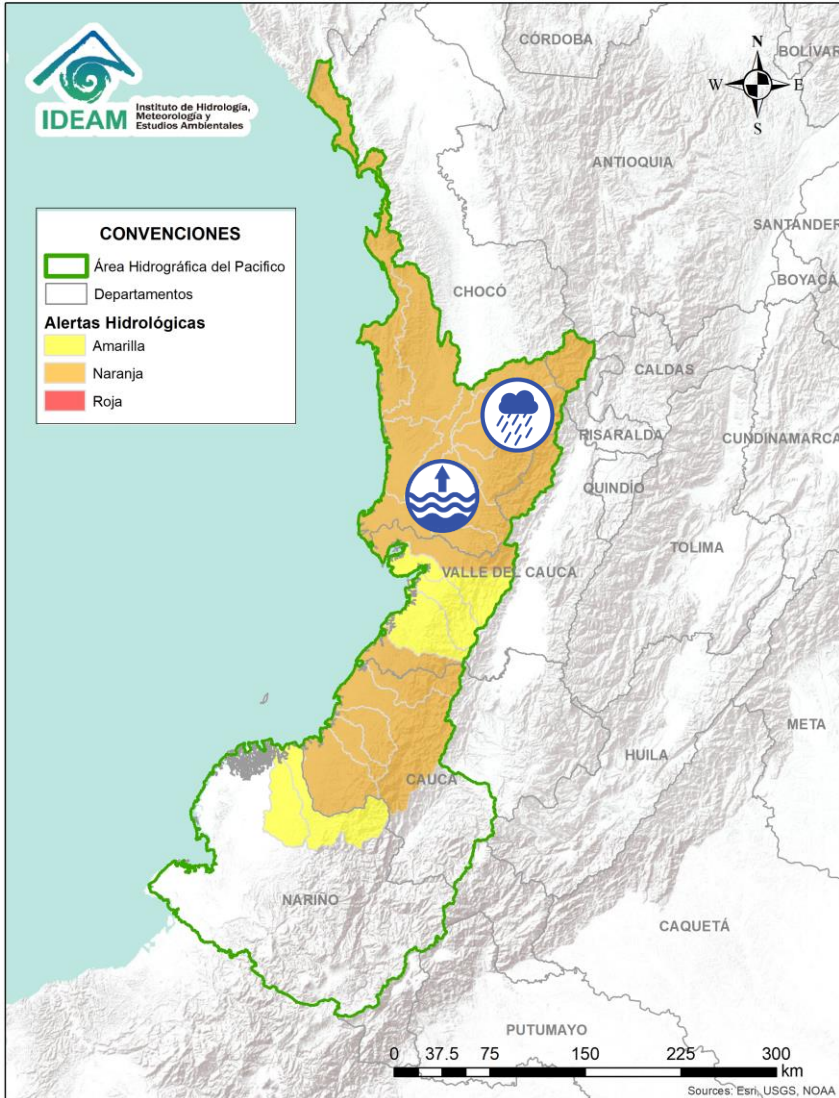 IDEAM
Instituto de Hidrología,
Meteorología y
Estudios Ambientales
CONVENCIONES
Área Hidrográfica del Pacifico
Departamentos
Alertas Hidrológicas
Amarilla
Naranja
Roja
N
W
E
S
CÓRDOBA
BOLÍVAR
ANTIOQUIA
SANTANDER
BOYACÁ
CHOCÓ
CALDAS
RISARALDA
CUNDINAMARCA
QUINDÍO
TOLIMA
VALLE DEL CAUCA
META
HUILA
CAUCA
NARIÑO
CAQUETÁ
PUTUMAYO
0 37.5 75 150 225 300
km
Sources: Esri, USGS, NOAA